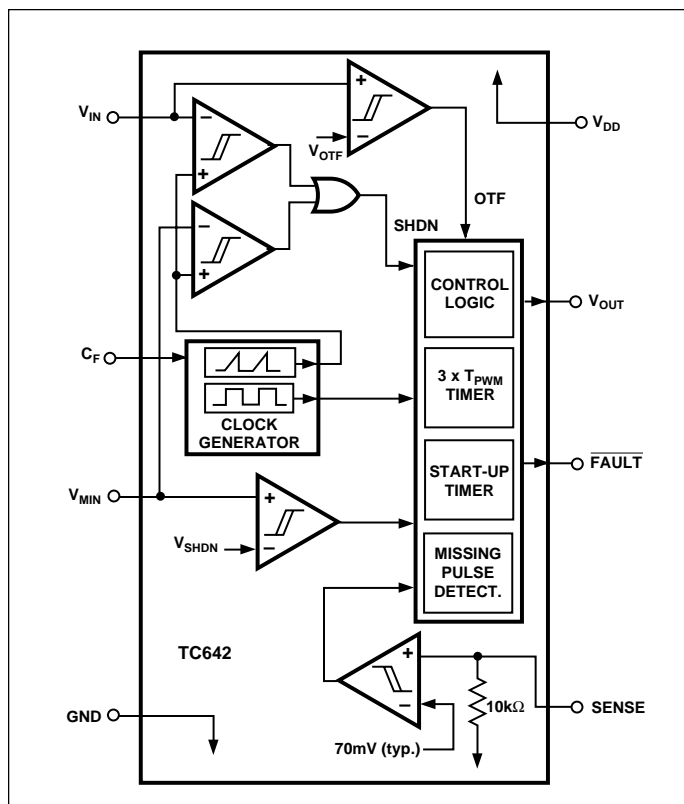 V_IN
+
−
V_OTF
−
+
V_DD
OTF
SHDN
−
+
CONTROL
LOGIC
V_OUT
C_F
3 x T_PWM
TIMER
CLOCK
GENERATOR
START-UP
TIMER
FAULT
V_MIN
+
V_SHDN
−
MISSING
PULSE
DETECT.
TC642
+
−
10kΩ
SENSE
GND
70mV (typ.)